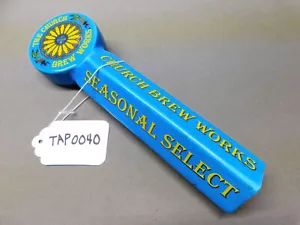 THE CHURCH
BREW WORKS
CHURCH BREW WORKS
SEASONAL SELECT
TAP0040